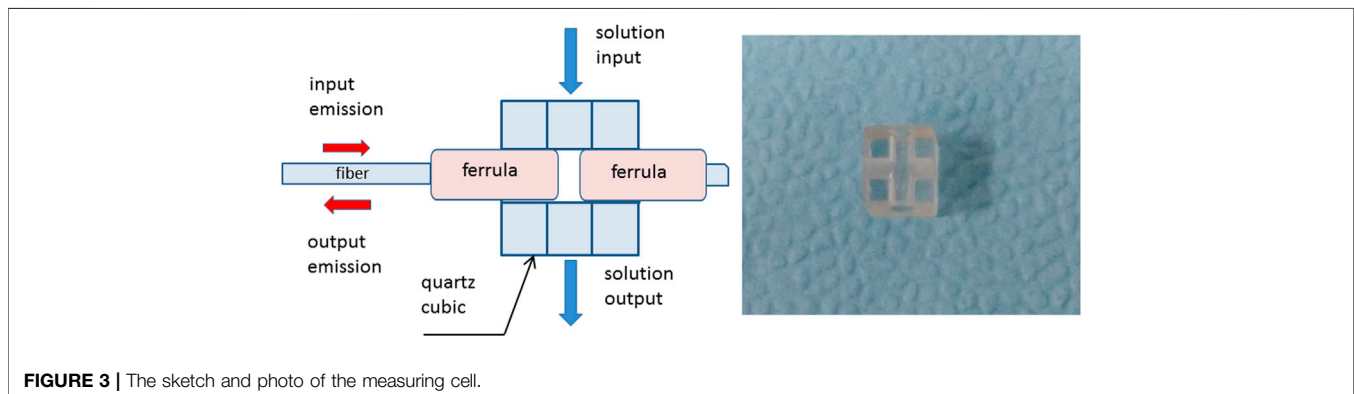 solution
input
input
emission
fiber
ferrula
ferrula
output
emission
quartz
cubic
solution
output
FIGURE 3 | The sketch and photo of the measuring cell.